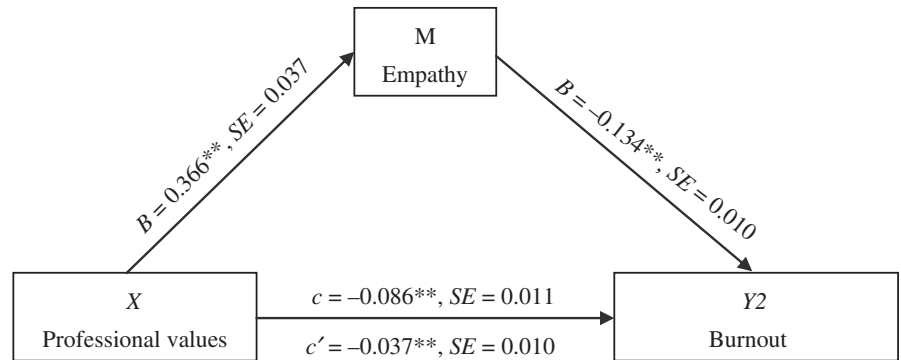 M
Empathy
B = 0.366**, SE = 0.037
B = –0.134**, SE = 0.010
X
Professional values
c = –0.086**, SE = 0.011
c′ = –0.037**, SE = 0.010
Y2
Burnout